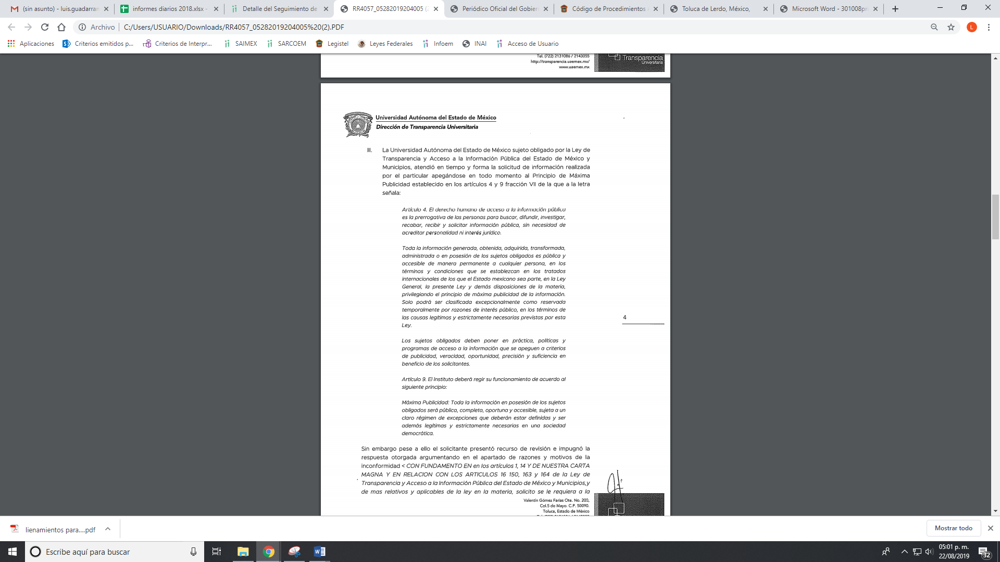 (sin asunto) - luis.guadarran
informes diarios 2018.xlsx -
Detalle del Seguimiento de
RR4057_05282019204005 (
Periódico Oficial del Gobier
Código de Procedimientos
Toluca de Lerdo, México,
Microsoft Word - 301008pr
Archivo | C:/Users/USUARIO/Downloads/RR4057_05282019204005%20(2).PDF
L
Aplicaciones
Criterios emitidos p...
Criterios de Interpr...
SAIMEX
SARCOEM
Legistel
Leyes Federales
Infoem
INAI
Acceso de Usuario
Tel. (722) 2131086 / 2143055
http://transparencia.uaemex.mx/
www.uaemex.mx
Transparencia
Universitaria
Universidad Autónoma del Estado de México
Dirección de Transparencia Universitaria
III. La Universidad Autónoma del Estado de México sujeto obligado por la Ley de
Transparencia y Acceso a la Información Pública del Estado de México y
Municipios, atendió en tiempo y forma la solicitud de información realizada
por el particular apegándose en todo momento al Principio de Máxima
Publicidad establecido en los artículos 4 y 9 fracción VII de la que a la letra
señala:
Artículo 4. El derecho humano de acceso a la información pública
es la prerrogativa de las personas para buscar, difundir, investigar,
recabar, recibir y solicitar información pública, sin necesidad de
acreditar personalidad ni interés jurídico.
Toda la información generada, obtenida, adquirida, transformada,
administrada o en posesión de los sujetos obligados es pública y
accesible de manera permanente a cualquier persona, en los
términos y condiciones que se establezcan en los tratados
internacionales de los que el Estado mexicano sea parte, en la Ley
General, la presente Ley y demás disposiciones de la materia,
privilegiando el principio de máxima publicidad de la información.
Solo podrá ser clasificada excepcionalmente como reservada
temporalmente por razones de interés público, en los términos de
las causas legítimas y estrictamente necesarias previstas por esta
Ley.
4
Los sujetos obligados deben poner en práctica, políticas y
programas de acceso a la información que se apeguen a criterios
de publicidad, veracidad, oportunidad, precisión y suficiencia en
beneficio de los solicitantes.
Artículo 9. El Instituto deberá regir su funcionamiento de acuerdo al
siguiente principio:
Máxima Publicidad: Toda la información en posesión de los sujetos
obligados será pública, completa, oportuna y accesible, sujeta a un
claro régimen de excepciones que deberán estar definidas y ser
además legítimas y estrictamente necesarias en una sociedad
democrática.
Sin embargo pese a ello el solicitante presentó recurso de revisión e impugnó la
respuesta otorgada argumentando en el apartado de razones y motivos de la
inconformidad < CON FUNDAMENTO EN en los artículos 1, 14 Y DE NUESTRA CARTA
MAGNA Y EN RELACION CON LOS ARTICULOS 16 150, 163 y 164 de la Ley de
Transparencia y Acceso a la Información Pública del Estado de México y Municipios,y
de mas relativos y aplicables de la ley en la materia, solicito se le requiera a la
Valentín Gómez Farías Ote. No. 200,
Col.5 de Mayo. C.P. 50090.
Toluca, Estado de México
lienamientos para....pdf
Mostrar todo
Escribe aquí para buscar
05:01 p. m.
22/08/2019
32